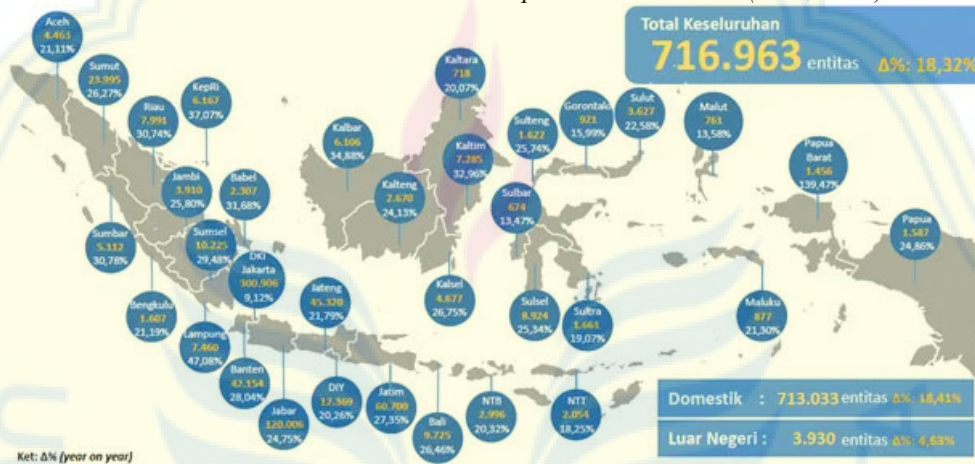 Total Keseluruhan
716.963 entitas Δ%: 18,32%
Aceh
4.463
21,11%
Sumut
23.995
26,27%
Riau
7.991
30,74%
KepRi
6.167
37,07%
Jambi
3.910
25,80%
Babel
2.307
31,68%
Sumbar
5.112
30,78%
Sumsel
10.225
29,48%
Bengkulu
1.607
21,19%
Lampung
7.460
47,08%
DKI
Jakarta
300.906
9,12%
Banten
42.154
28,04%
Jabar
120.006
24,75%
Jateng
45.320
21,79%
DIY
12.369
20,26%
Jatim
60.700
27,35%
Bali
9.725
26,46%
NTB
2.996
20,32%
NTT
2.054
18,25%
Kalbar
6.106
34,88%
Kalteng
2.670
24,13%
Kaltara
718
20,07%
Kaltim
7.285
32,96%
Kalsel
4.677
26,75%
Sulteng
1.622
25,74%
Gorontalo
921
15,99%
Sulut
3.627
22,58%
Sulbar
674
13,47%
Sulsel
8.924
25,34%
Sultra
1.661
19,07%
Malut
761
13,58%
Maluku
877
21,30%
Papua
Barat
1.456
139,47%
Papua
1.587
24,86%
Domestik : 713.033 entitas Δ%: 18,41%
Luar Negeri : 3.930 entitas Δ%: 4,63%
Ket: Δ% (year on year)